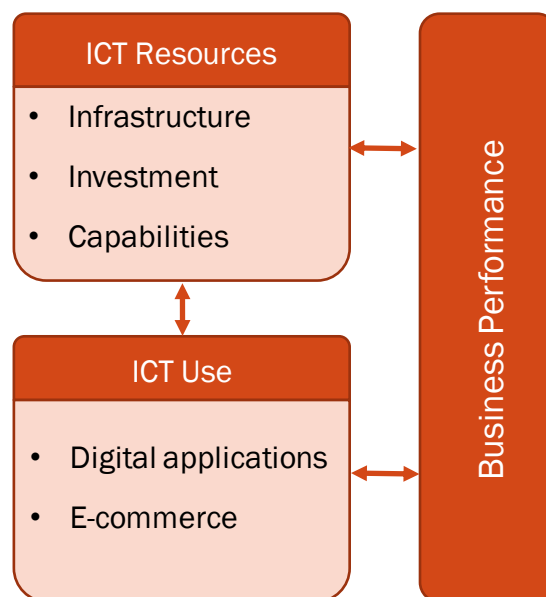 ICT Resources
• Infrastructure
• Investment
• Capabilities
ICT Use
• Digital applications
• E-commerce
Business Performance